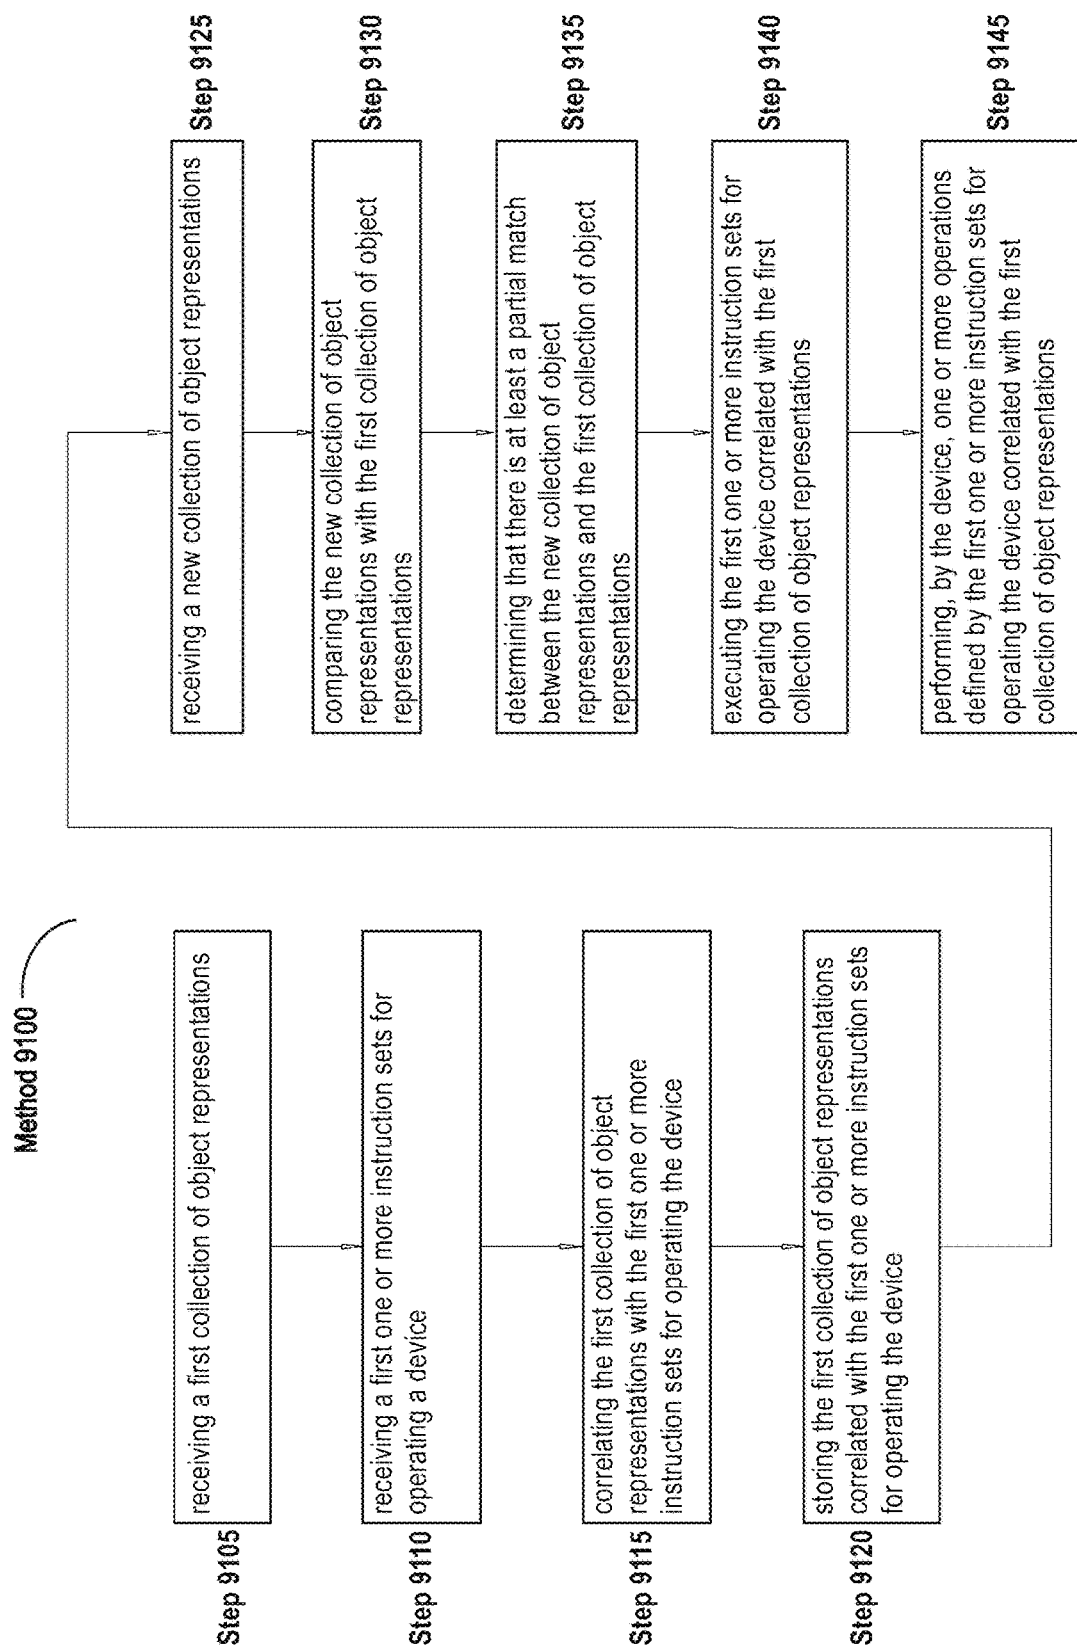 Method 9100
Step 9105
receiving a first collection of object representations
Step 9110
receiving a first one or more instruction sets for
operating a device
Step 9115
correlating the first collection of object
representations with the first one or more
instruction sets for operating the device
Step 9120
storing the first collection of object representations
correlated with the first one or more instruction sets
for operating the device
receiving a new collection of object representations
Step 9125
comparing the new collection of object
representations with the first collection of object
representations
Step 9130
determining that there is at least a partial match
between the new collection of object
representations and the first collection of object
representations
Step 9135
executing the first one or more instruction sets for
operating the device correlated with the first
collection of object representations
Step 9140
performing, by the device, one or more operations
defined by the first one or more instruction sets for
operating the device correlated with the first
collection of object representations
Step 9145